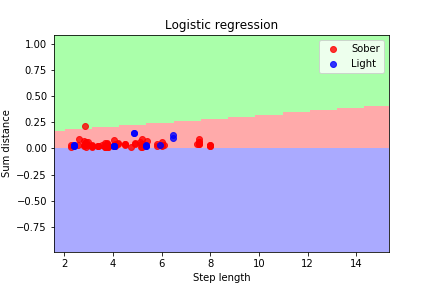 Logistic regression
1.00
0.75
0.50
0.25
0.00
−0.25
−0.50
−0.75
Sum distance
Sober
Light
2 4 6 8 10 12 14
Step length